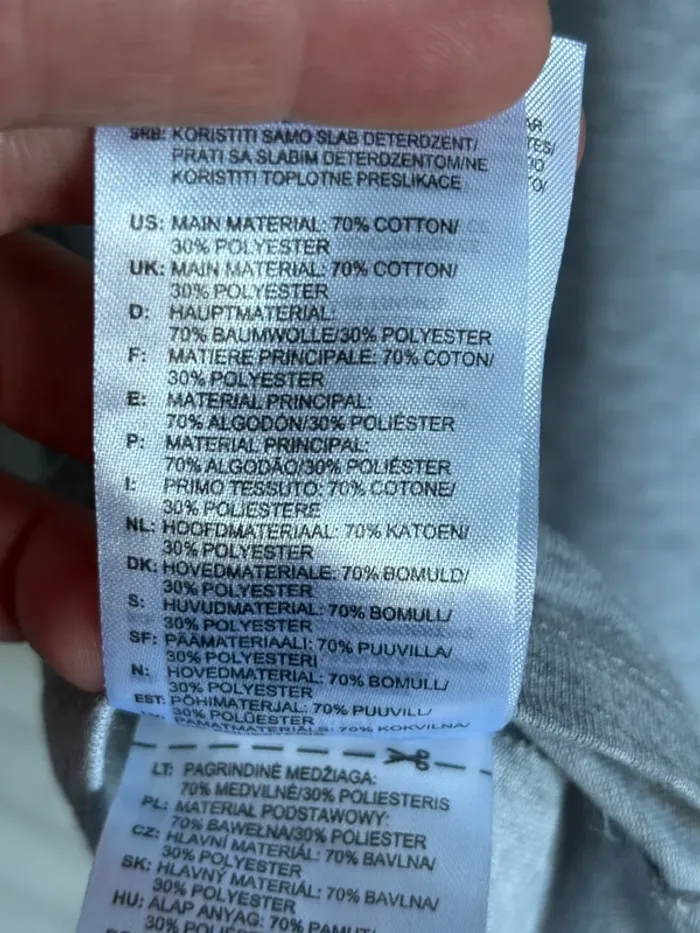 SRB: KORISTITI SAMO SLAB DETERDZENT/
PRATI SA SLABIM DETERDZENTOM/NE
KORISTITI TOPLOTNE PRESLIKACE
US: MAIN MATERIAL: 70% COTTON/
30% POLYESTER
UK: MAIN MATERIAL: 70% COTTON/
30% POLYESTER
D: HAUPTMATERIAL:
70% BAUMWOLLE/30% POLYESTER
F: MATIERE PRINCIPALE: 70% COTON/
30% POLYESTER
E: MATERIAL PRINCIPAL:
70% ALGODÓN/30% POLIÉSTER
P: MATERIAL PRINCIPAL:
70% ALGODÃO/30% POLIÉSTER
I: PRIMO TESSUTO: 70% COTONE/
30% POLIESTERE
NL: HOOFDMATERIAAL: 70% KATOEN/
30% POLYESTER
DK: HOVEDMATERIALE: 70% BOMULD/
30% POLYESTER
S: HUVUDMATERIAL: 70% BOMULL/
30% POLYESTER
SF: PÄÄMATERIAALI: 70% PUUVILLA/
30% POLYESTERI
N: HOVEDMATERIAL: 70% BOMULL/
30% POLYESTER
EST: PÕHIMATERJAL: 70% PUUVILL/
30% POLÜESTER
PAMATMATERIĀLS: 70% KOKVILNA/
LT: PAGRINDINĖ MEDŽIAGA:
70% MEDVILNĖ/30% POLIESTERIS
PL: MATERIAŁ PODSTAWOWY:
70% BAWEŁNA/30% POLIESTER
CZ: HLAVNÍ MATERIÁL: 70% BAVLNA/
30% POLYESTER
SK: HLAVNÝ MATERIÁL: 70% BAVLNA/
30% POLYESTER
HU: ALAP ANYAG: 70% PAMUT/